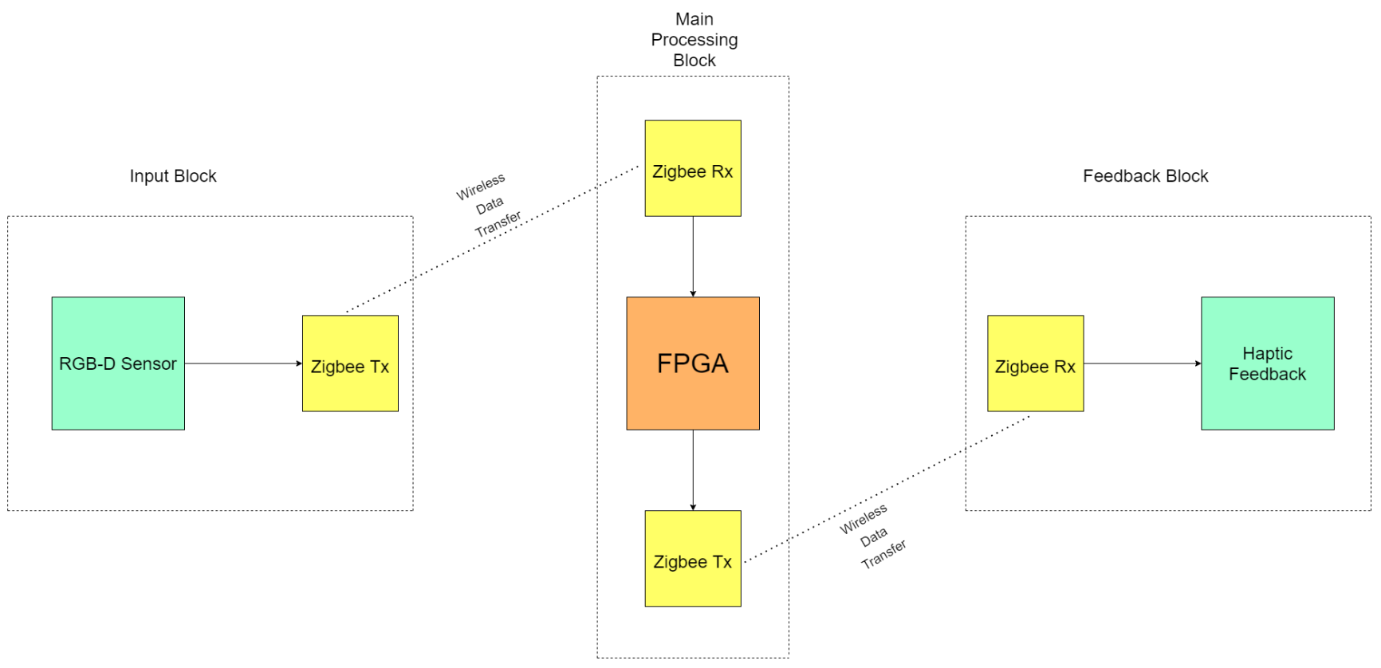 Main
Processing
Block
Input Block
Feedback Block
Zigbee Rx
Wireless
Data
Transfer
RGB-D Sensor
Zigbee Tx
FPGA
Zigbee Rx
Haptic
Feedback
Wireless
Data
Transfer
Zigbee Tx